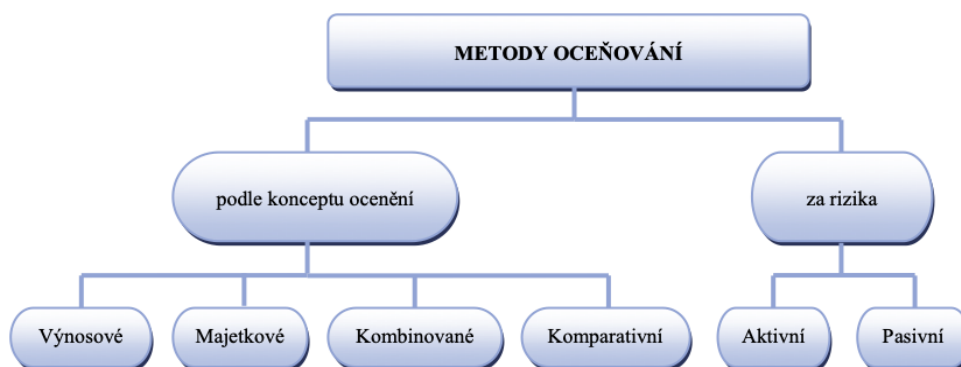 METODY OCEŇOVÁNÍ
podle konceptu ocenění
za rizika
Výnosové
Majetkové
Kombinované
Komparativní
Aktivní
Pasivní